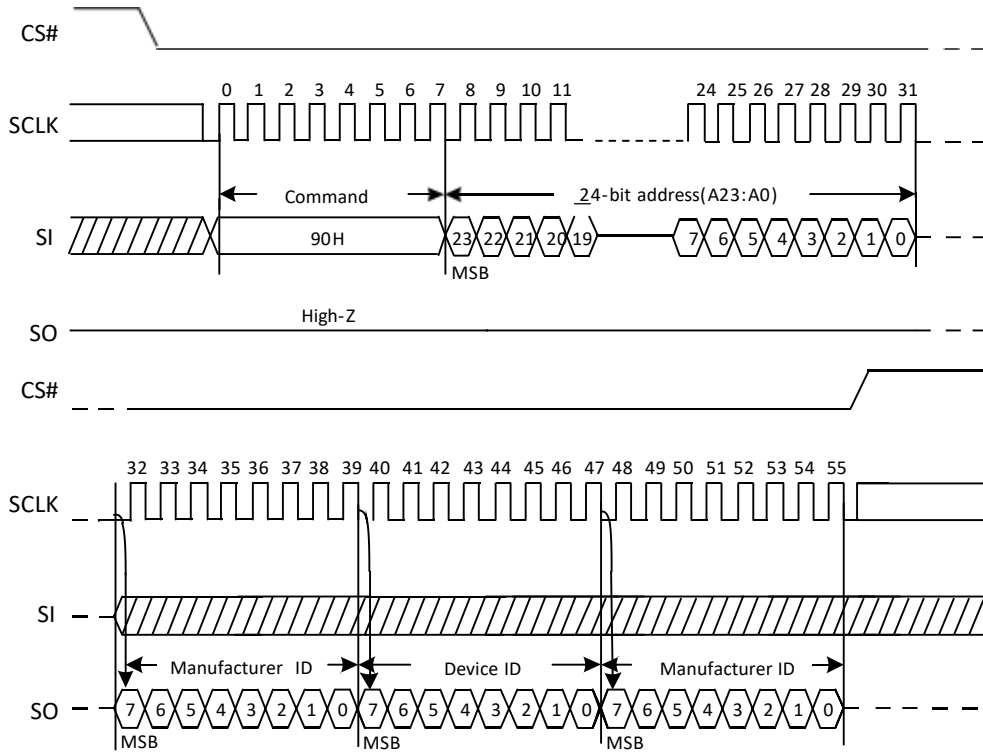 CS#
0 1 2 3 4 5 6 7 8 9 10 11 24 25 26 27 28 29 30 31
SCLK
Command 24-bit address(A23:A0)
SI 90H 23 22 21 20 19 7 6 5 4 3 2 1 0
MSB
High-Z
SO
CS#
32 33 34 35 36 37 38 39 40 41 42 43 44 45 46 47 48 49 50 51 52 53 54 55
SCLK
SI
Manufacturer ID Device ID Manufacturer ID
SO 7 6 5 4 3 2 1 0 7 6 5 4 3 2 1 0 7 6 5 4 3 2 1 0
MSB MSB MSB